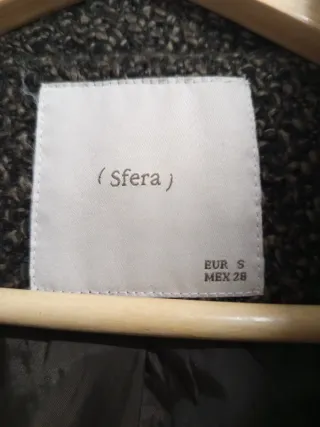 ( Sfera )
EUR S
MEX 28